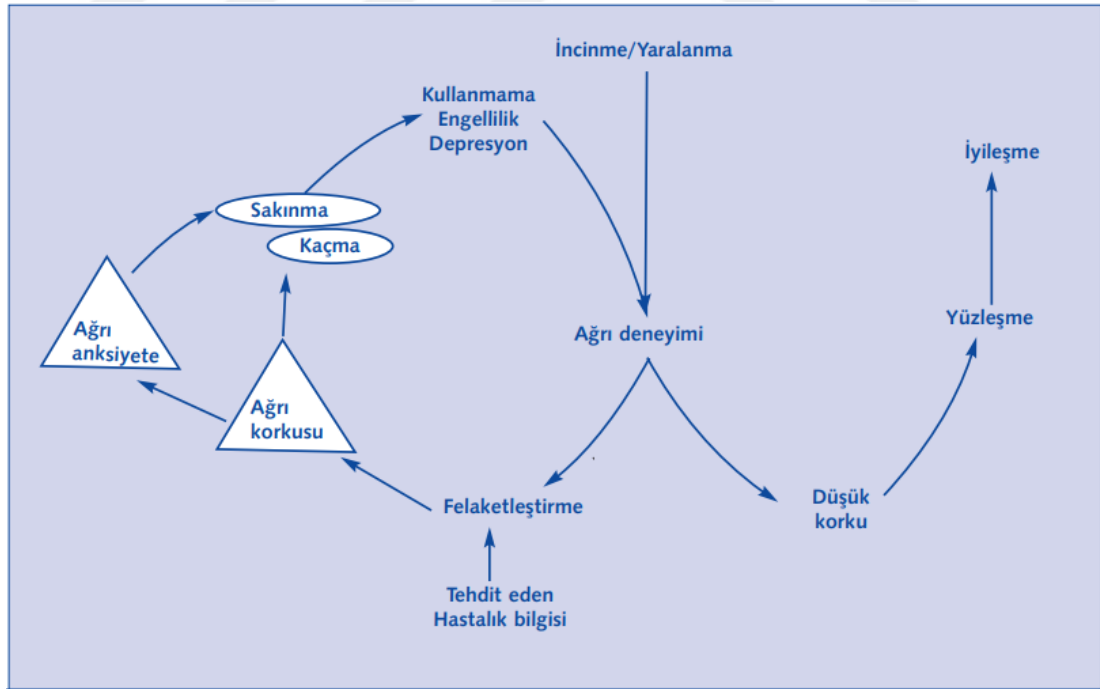 İncinme/Yaralanma
Kullanmama
Engellilik
Depresyon
İyileşme
Sakınma
Kaçma
Ağrı
anksiyete
Ağrı deneyimi
Yüzleşme
Ağrı
korkusu
Felaketleştirme
Düşük
korku
Tehdit eden
Hastalık bilgisi